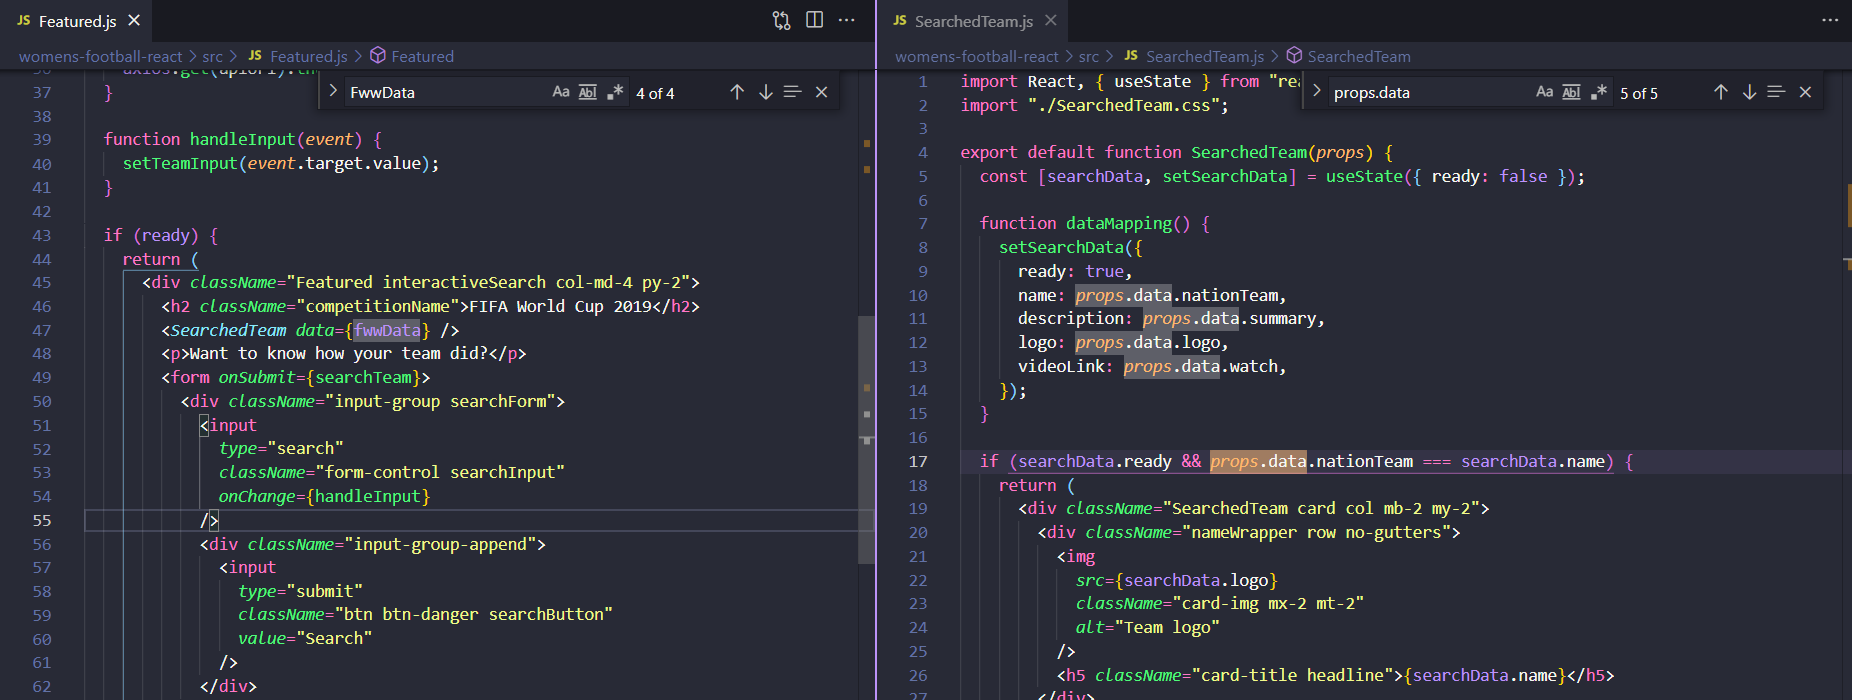 JS Featured.js
womens-football-react > src > JS Featured.js > Featured
FwwData Aa Abl .* 4 of 4
36 axios.get(apiUrl).th
37 }
38
39 function handleInput(event) {
40 setTeamInput(event.target.value);
41 }
42
43 if (ready) {
44 return (
45 <div className="Featured interactiveSearch col-md-4 py-2">
46 <h2 className="competitionName">FIFA World Cup 2019</h2>
47 <SearchedTeam data={fwwData} />
48 <p>Want to know how your team did?</p>
49 <form onSubmit={searchTeam}>
50 <div className="input-group searchForm">
51 <input
52 type="search"
53 className="form-control searchInput"
54 onChange={handleInput}
55 />
56 <div className="input-group-append">
57 <input
58 type="submit"
59 className="btn btn-danger searchButton"
60 value="Search"
61 />
62 </div>
JS SearchedTeam.js
womens-football-react > src > JS SearchedTeam.js > SearchedTeam
props.data Aa Abl .* 5 of 5
1 import React, { useState } from "rea
2 import "./SearchedTeam.css";
3
4 export default function SearchedTeam(props) {
5 const [searchData, setSearchData] = useState({ ready: false });
6
7 function dataMapping() {
8 setSearchData({
9 ready: true,
10 name: props.data.nationTeam,
11 description: props.data.summary,
12 logo: props.data.logo,
13 videoLink: props.data.watch,
14 });
15 }
16
17 if (searchData.ready && props.data.nationTeam === searchData.name) {
18 return (
19 <div className="SearchedTeam card col mb-2 my-2">
20 <div className="nameWrapper row no-gutters">
21 <img
22 src={searchData.logo}
23 className="card-img mx-2 mt-2"
24 alt="Team logo"
25 />
26 <h5 className="card-title headline">{searchData.name}</h5>
27 </div>